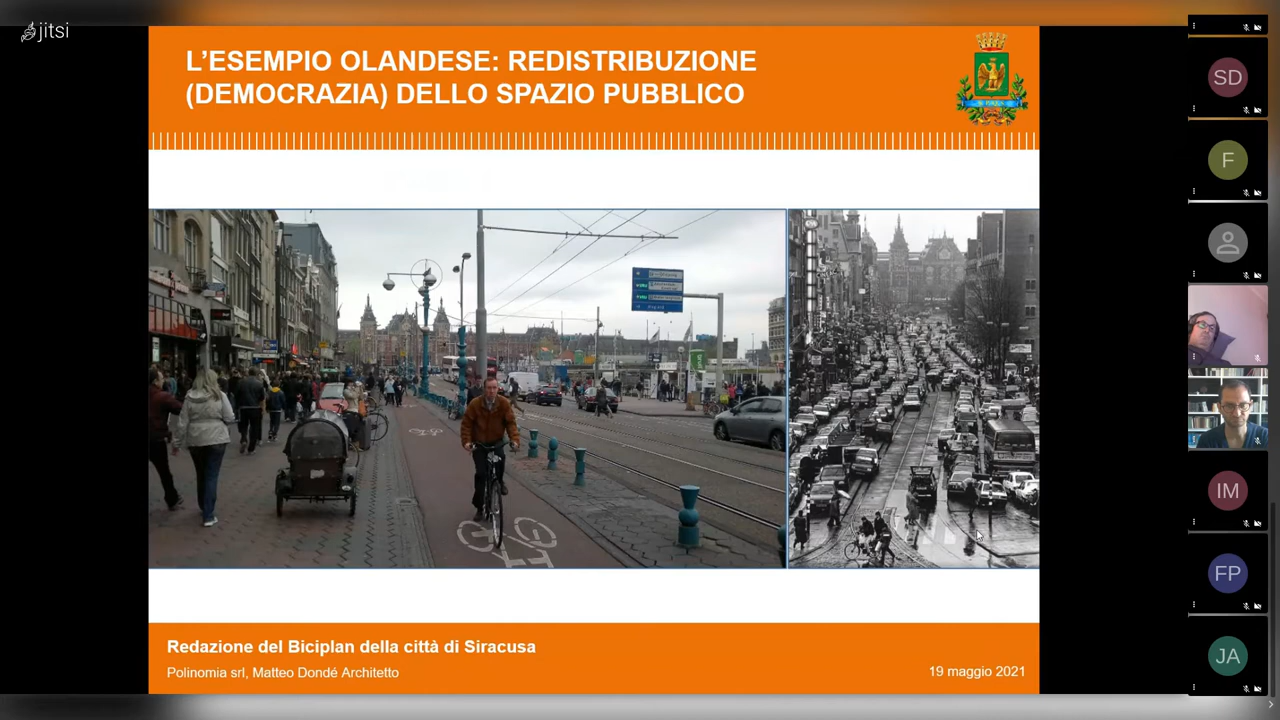 jitsi
L'ESEMPIO OLANDESE: REDISTRIBUZIONE
(DEMOCRAZIA) DELLO SPAZIO PUBBLICO
Redazione del Biciplan della città di Siracusa
Polinomia srl, Matteo Dondé Architetto
19 maggio 2021
SD
F
IM
FP
JA